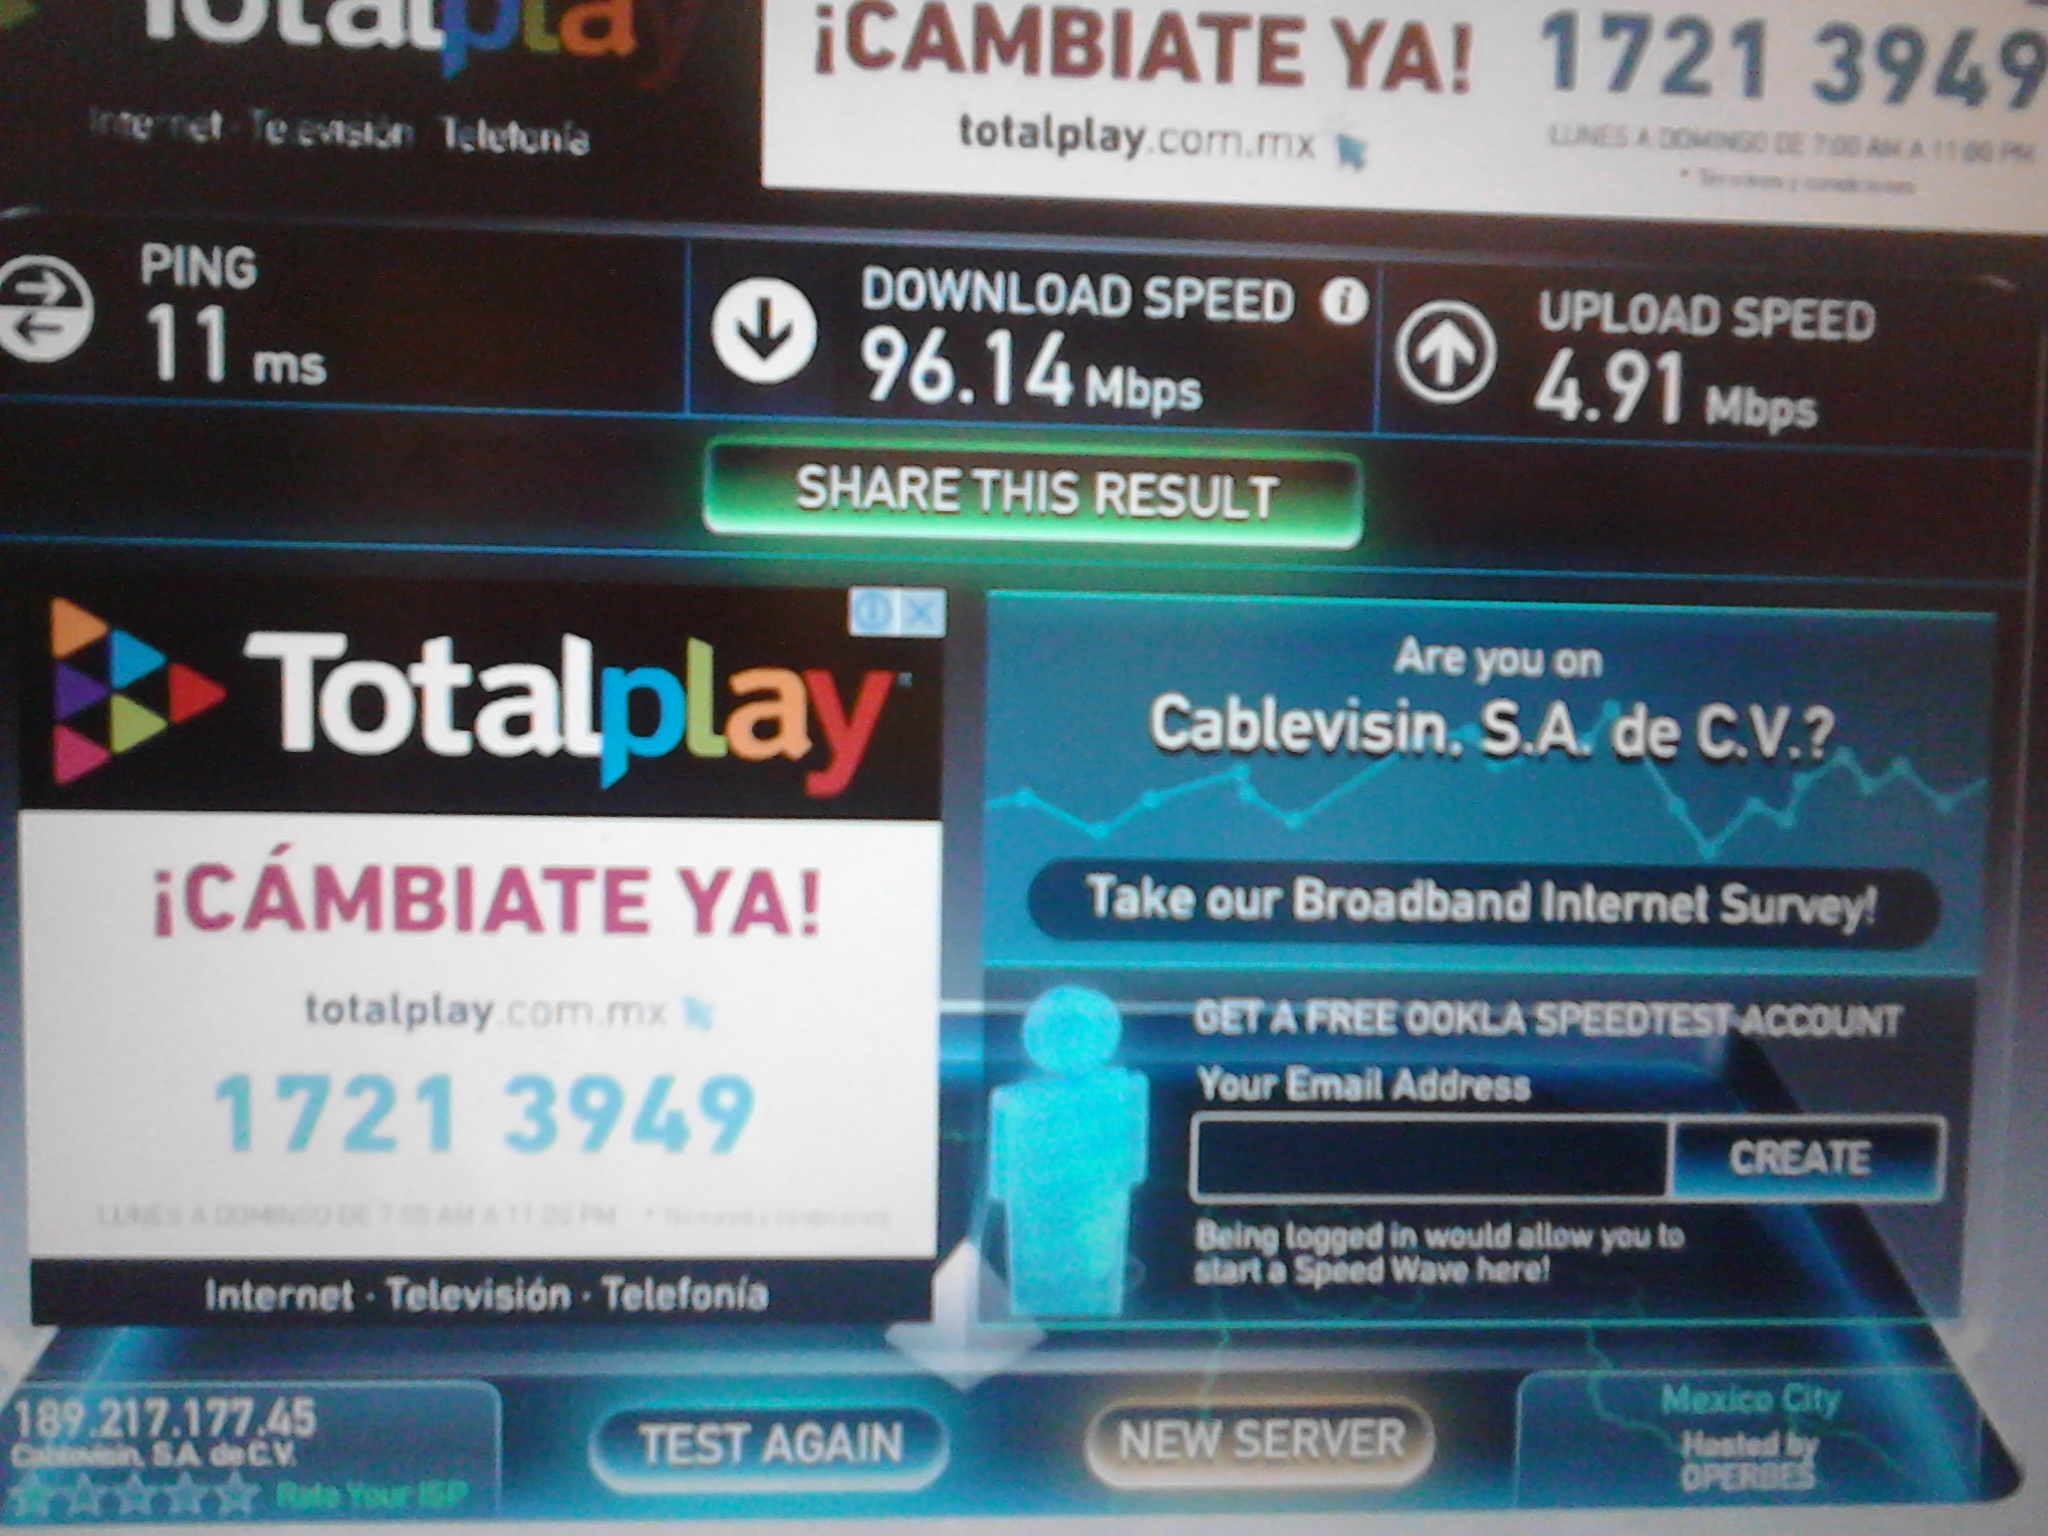 Totalplay
Internet · Televisión Telefonía
¡CAMBIATE YA!
totalplay.com.mx
1721 3949
LUNES A DOMINGO DE 7:00 AM A 11:00 PM
* Términos y condiciones
PING
11 ms
DOWNLOAD SPEED
96.14 Mbps
UPLOAD SPEED
4.91 Mbps
SHARE THIS RESULT
Totalplay
¡CÁMBIATE YA!
totalplay.com.mx
1721 3949
LUNES A DOMINGO DE 7:00 AM A 11:00 PM * Términos y condiciones
Internet · Televisión · Telefonía
Are you on
Cablevisin, S.A. de C.V.?
Take our Broadband Internet Survey!
GET A FREE OOKLA SPEEDTEST ACCOUNT
Your Email Address
CREATE
Being logged in would allow you to
start a Speed Wave here!
189.217.177.45
Cablevisin, S.A. de C.V.
Rate Your ISP
TEST AGAIN
NEW SERVER
Mexico City
Hosted by
OPERBES